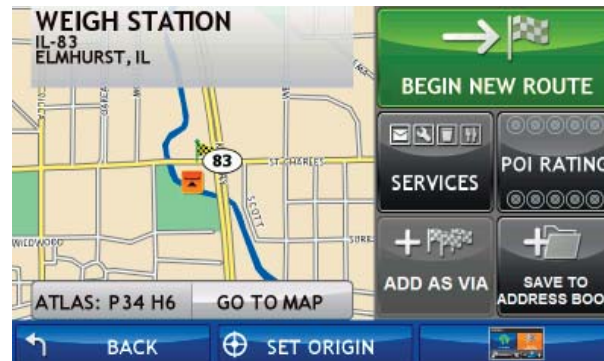 WEIGH STATION
IL-83
ELMHURST, IL
BEGIN NEW ROUTE
SERVICES
POI RATING
83
ST CHARLES
SCOTT
WILDWOOD
ADD AS VIA
SAVE TO
ADDRESS BOO
ATLAS: P34 H6
GO TO MAP
BACK
SET ORIGIN